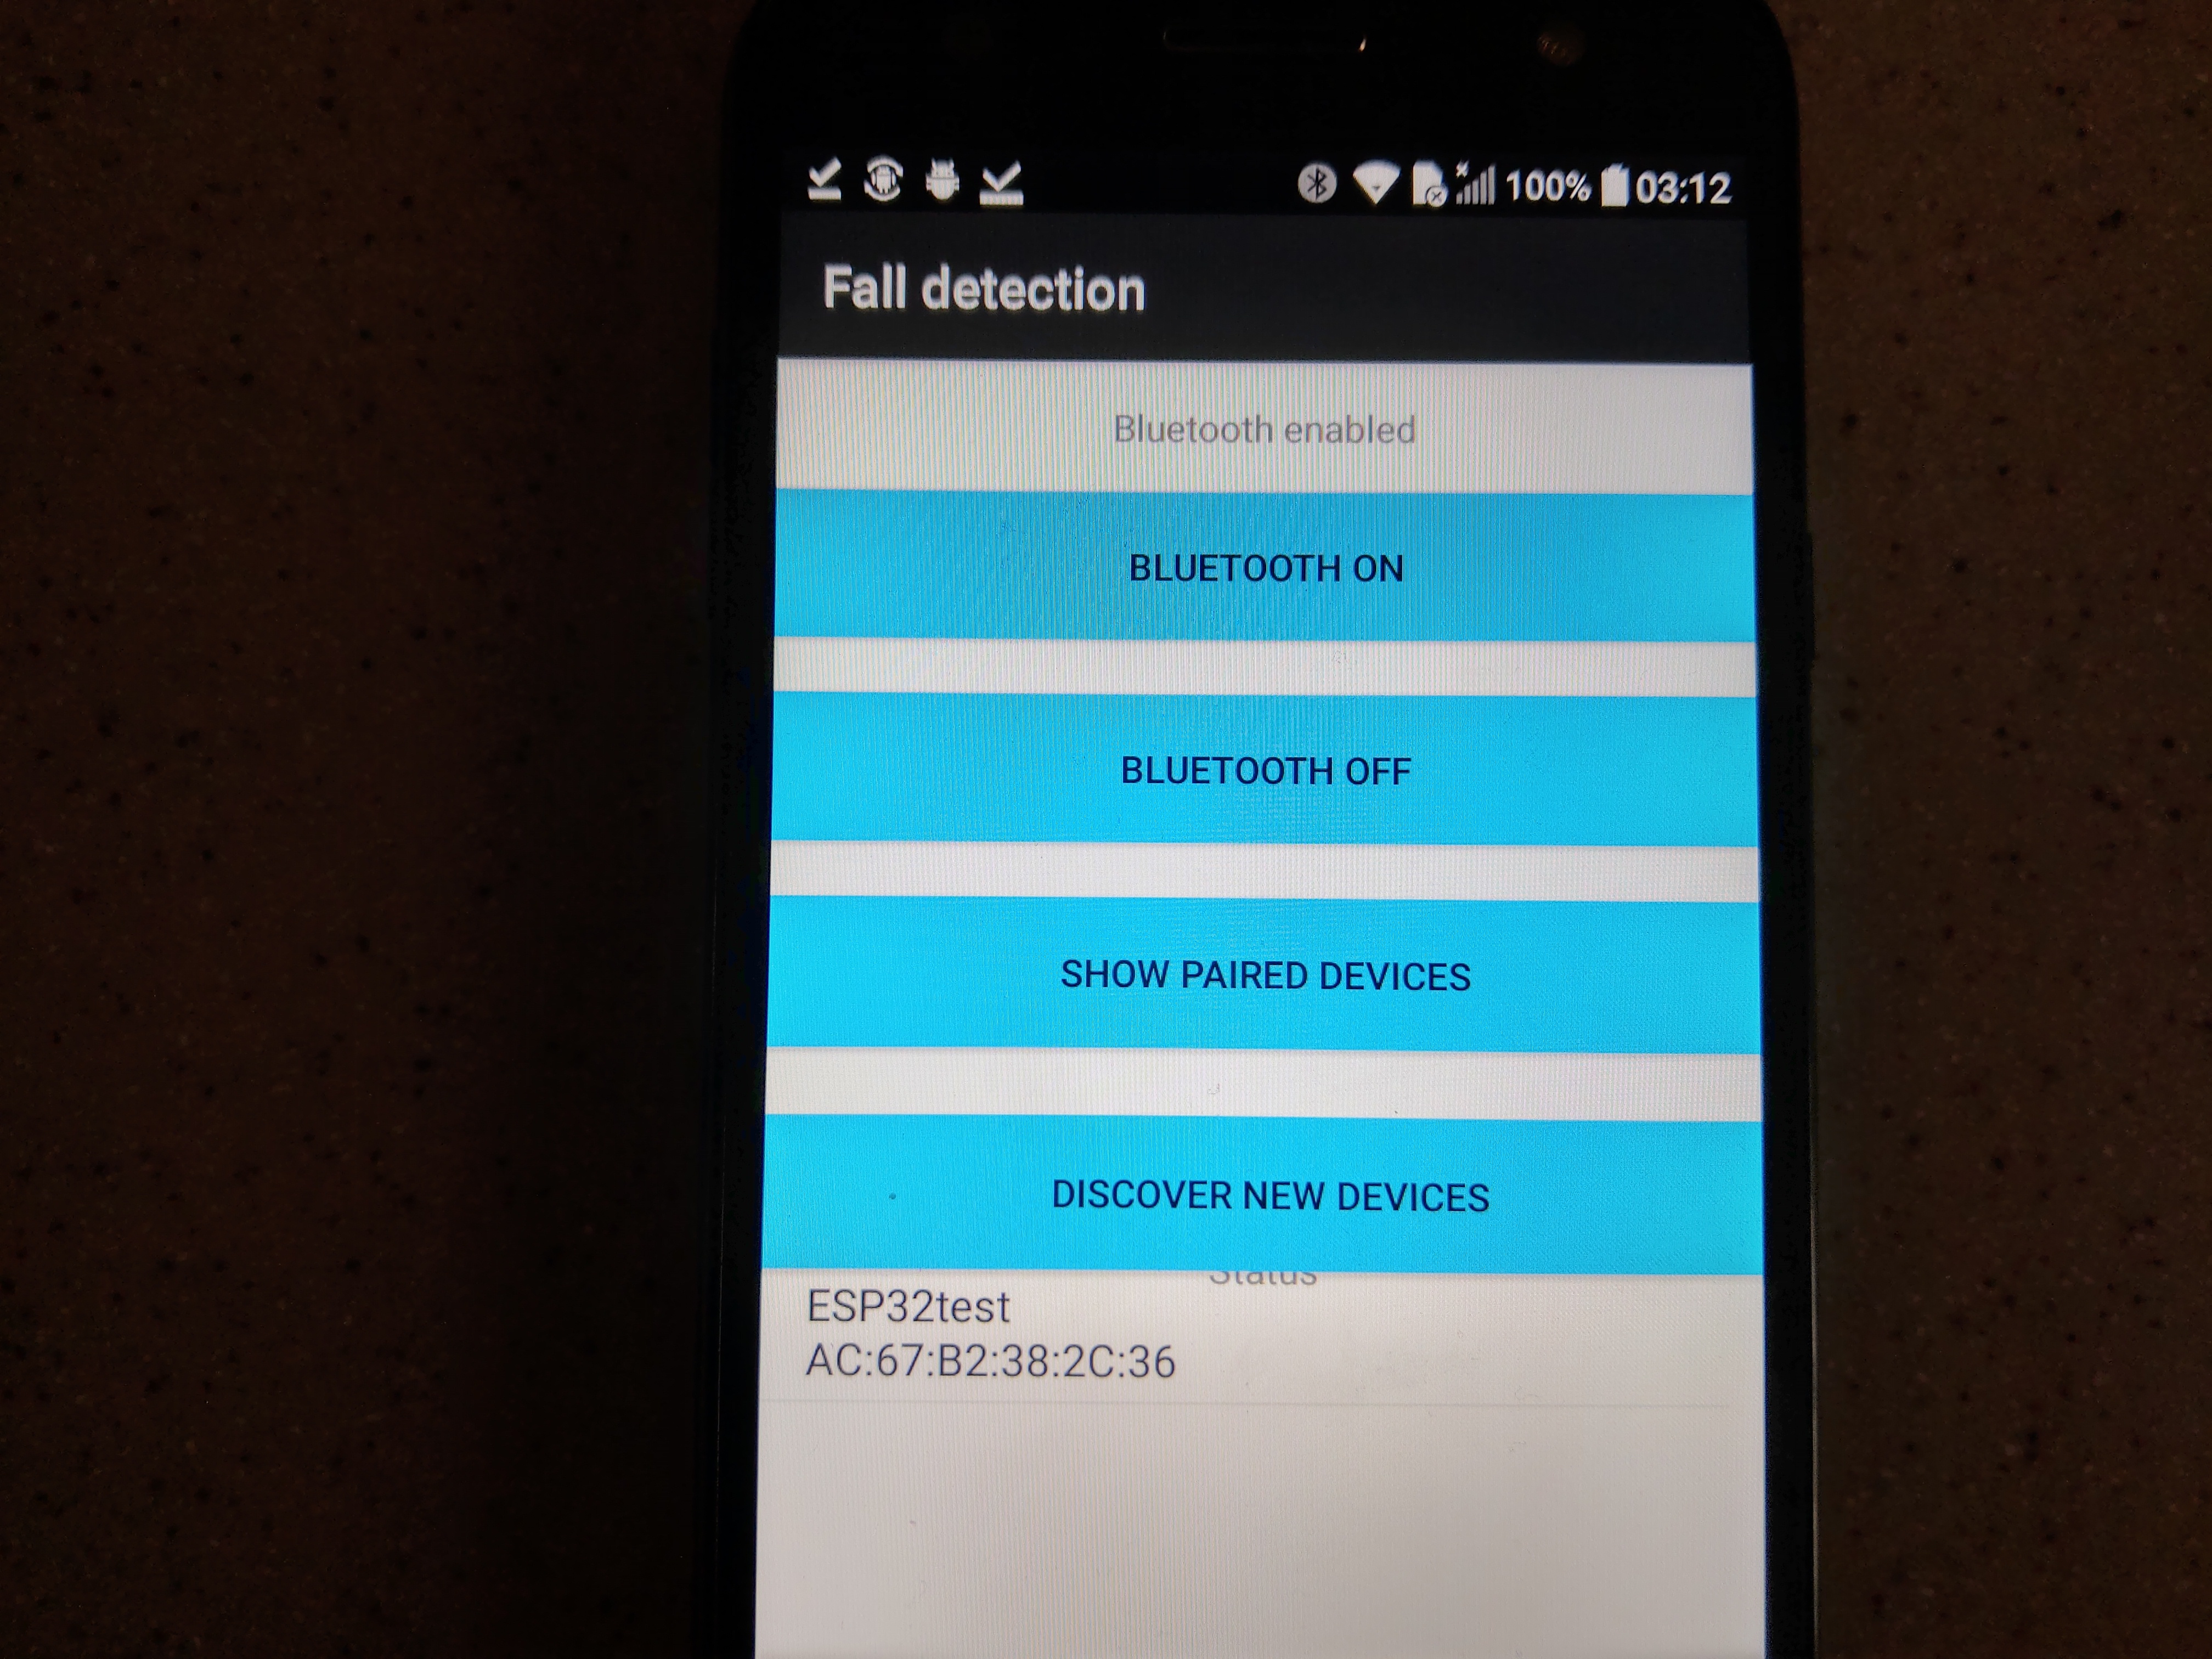 100% 03:12
Fall detection
Bluetooth enabled
BLUETOOTH ON
BLUETOOTH OFF
SHOW PAIRED DEVICES
DISCOVER NEW DEVICES
Status
ESP32test
AC:67:B2:38:2C:36